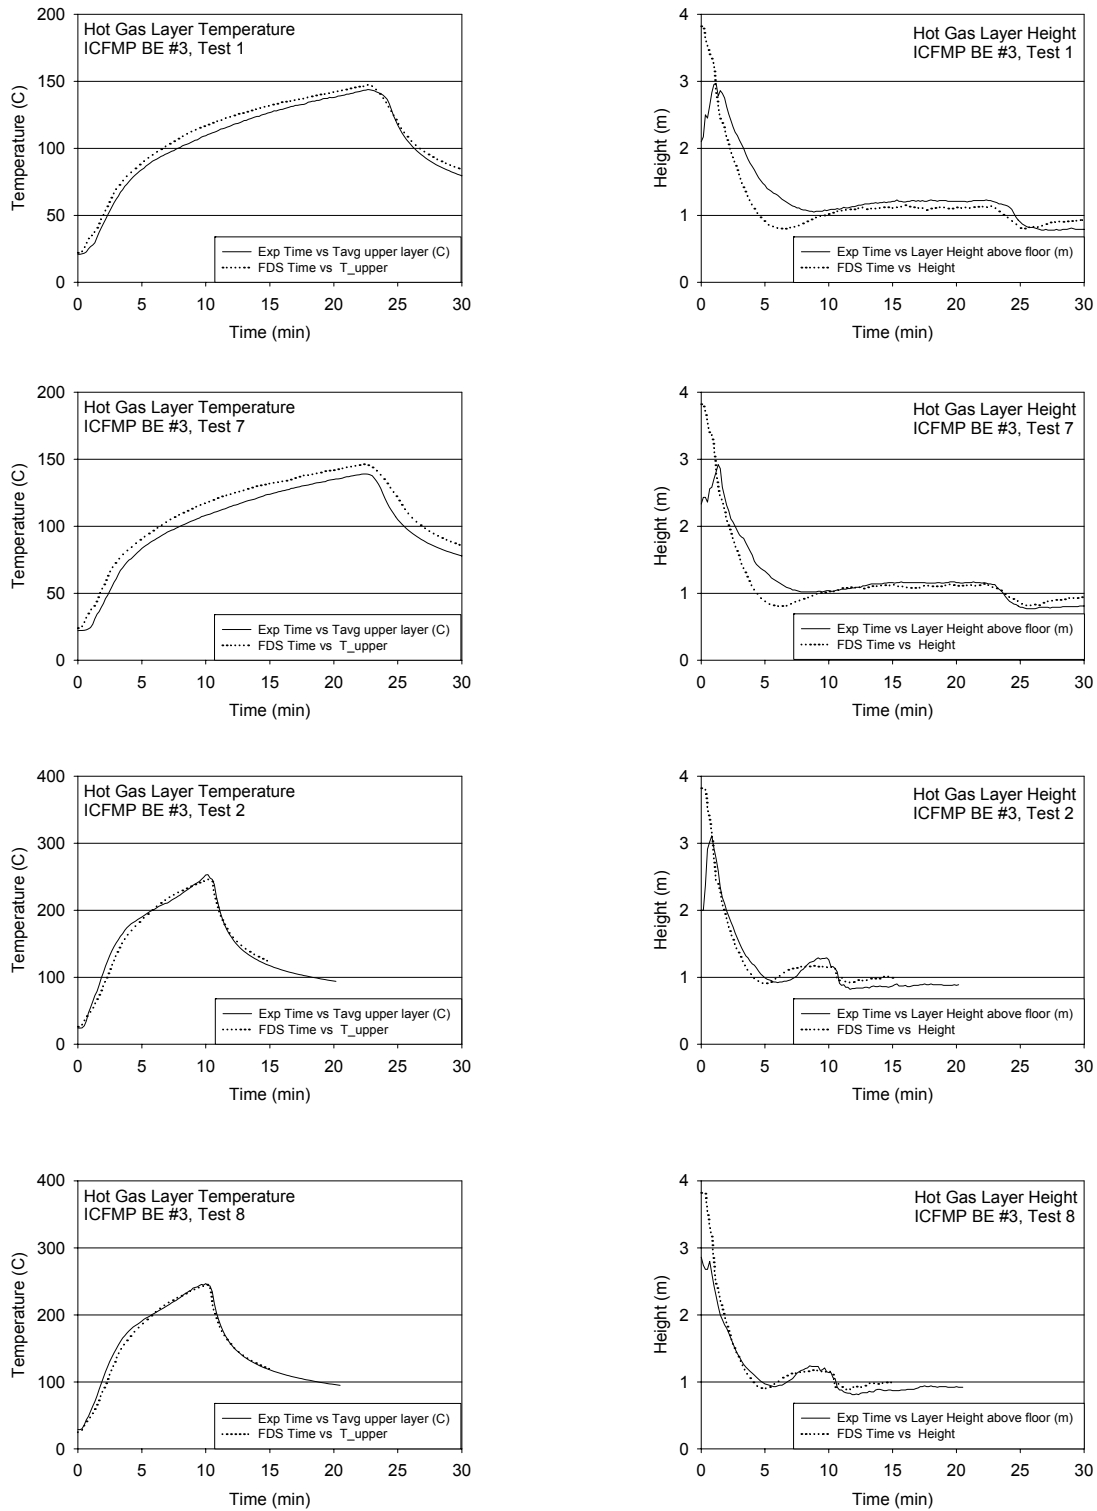 Hot Gas Layer Temperature
ICFMP BE #3, Test 1
Temperature (C)
200
150
100
50
0
Exp Time vs Tavg upper layer (C)
FDS Time vs T_upper
0 5 10 15 20 25 30
Time (min)
Hot Gas Layer Height
ICFMP BE #3, Test 1
Height (m)
4
3
2
1
0
Exp Time vs Layer Height above floor (m)
FDS Time vs Height
0 5 10 15 20 25 30
Time (min)
Hot Gas Layer Temperature
ICFMP BE #3, Test 7
Temperature (C)
200
150
100
50
0
Exp Time vs Tavg upper layer (C)
FDS Time vs T_upper
0 5 10 15 20 25 30
Time (min)
Hot Gas Layer Height
ICFMP BE #3, Test 7
Height (m)
4
3
2
1
0
Exp Time vs Layer Height above floor (m)
FDS Time vs Height
0 5 10 15 20 25 30
Time (min)
Hot Gas Layer Temperature
ICFMP BE #3, Test 2
Temperature (C)
400
300
200
100
0
Exp Time vs Tavg upper layer (C)
FDS Time vs T_upper
0 5 10 15 20 25 30
Time (min)
Hot Gas Layer Height
ICFMP BE #3, Test 2
Height (m)
4
3
2
1
0
Exp Time vs Layer Height above floor (m)
FDS Time vs Height
0 5 10 15 20 25 30
Time (min)
Hot Gas Layer Temperature
ICFMP BE #3, Test 8
Temperature (C)
400
300
200
100
0
Exp Time vs Tavg upper layer (C)
FDS Time vs T_upper
0 5 10 15 20 25 30
Time (min)
Hot Gas Layer Height
ICFMP BE #3, Test 8
Height (m)
4
3
2
1
0
Exp Time vs Layer Height above floor (m)
FDS Time vs Height
0 5 10 15 20 25 30
Time (min)